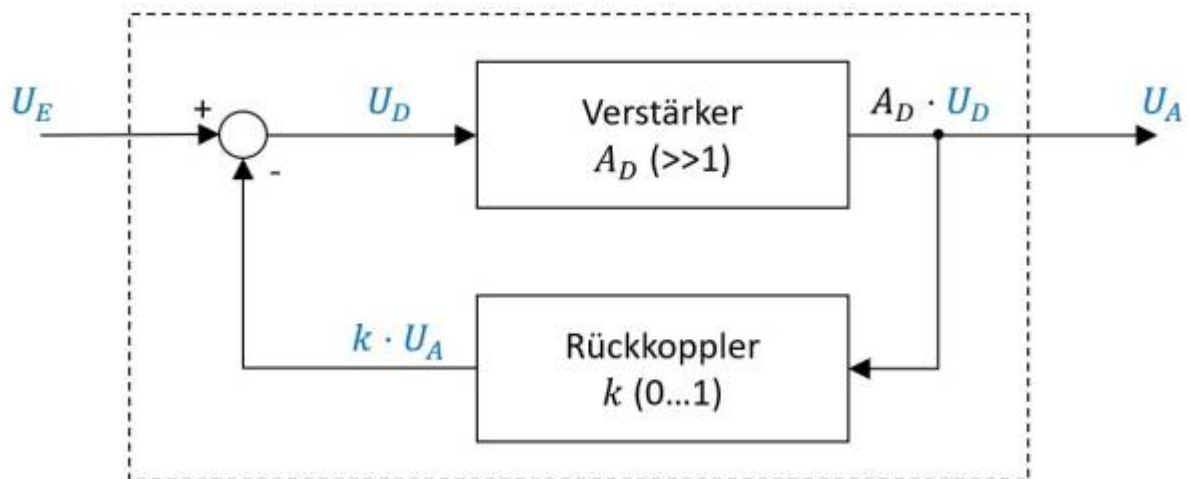 U_E
+
-
U_D
Verstärker
A_D (>>1)
A_D · U_D
U_A
k · U_A
Rückkoppler
k (0...1)